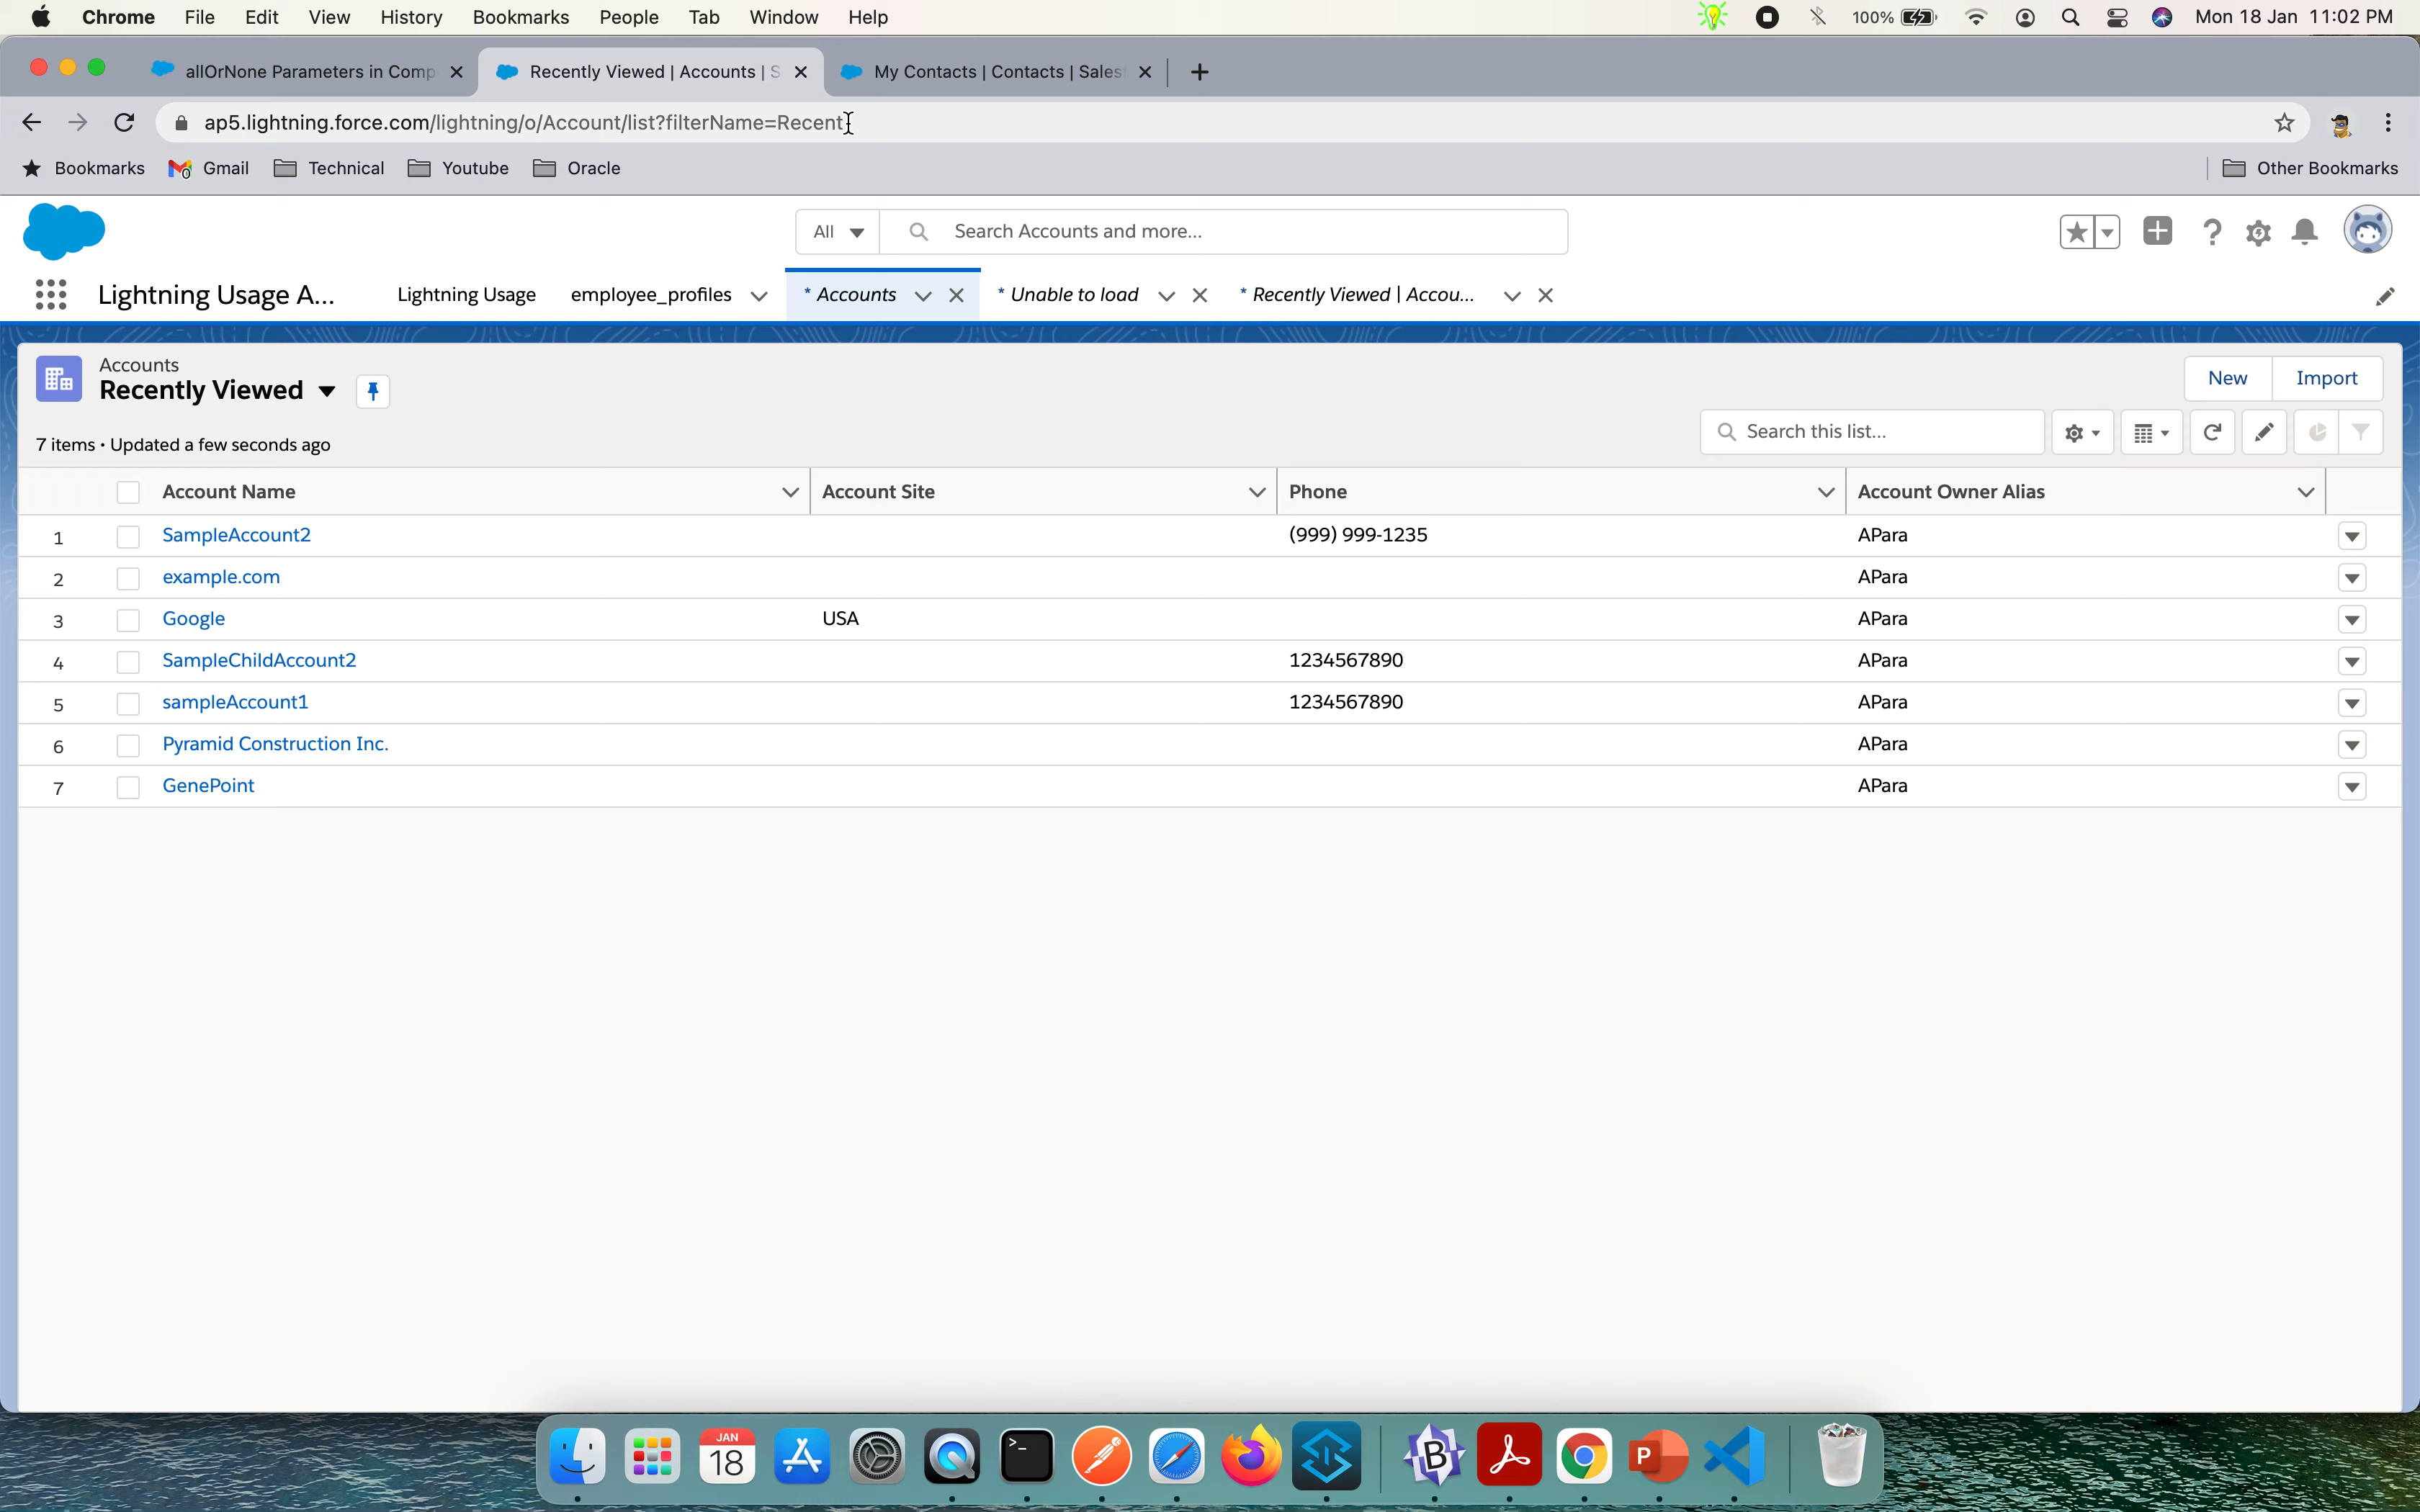 Chrome File Edit View History Bookmarks People Tab Window Help 100% Mon 18 Jan 11:02 PM
allOrNone Parameters in Comp Recently Viewed | Accounts | S My Contacts | Contacts | Sales
ap5.lightning.force.com/lightning/o/Account/list?filterName=Recent
Bookmarks Gmail Technical Youtube Oracle Other Bookmarks
All Search Accounts and more...
Lightning Usage A... Lightning Usage employee_profiles * Accounts * Unable to load * Recently Viewed | Accou...
Accounts
Recently Viewed
New Import
7 items • Updated a few seconds ago
Search this list...
Account Name Account Site Phone Account Owner Alias
1 SampleAccount2 (999) 999-1235 APara
2 example.com APara
3 Google USA APara
4 SampleChildAccount2 1234567890 APara
5 sampleAccount1 1234567890 APara
6 Pyramid Construction Inc. APara
7 GenePoint APara
JAN
18
>_
B
P